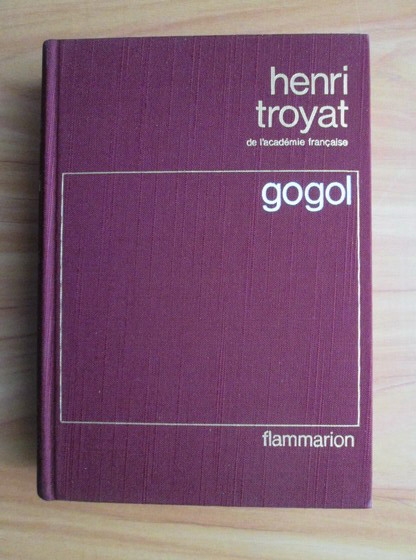 henri
troyat
de l'académie française
gogol
flammarion